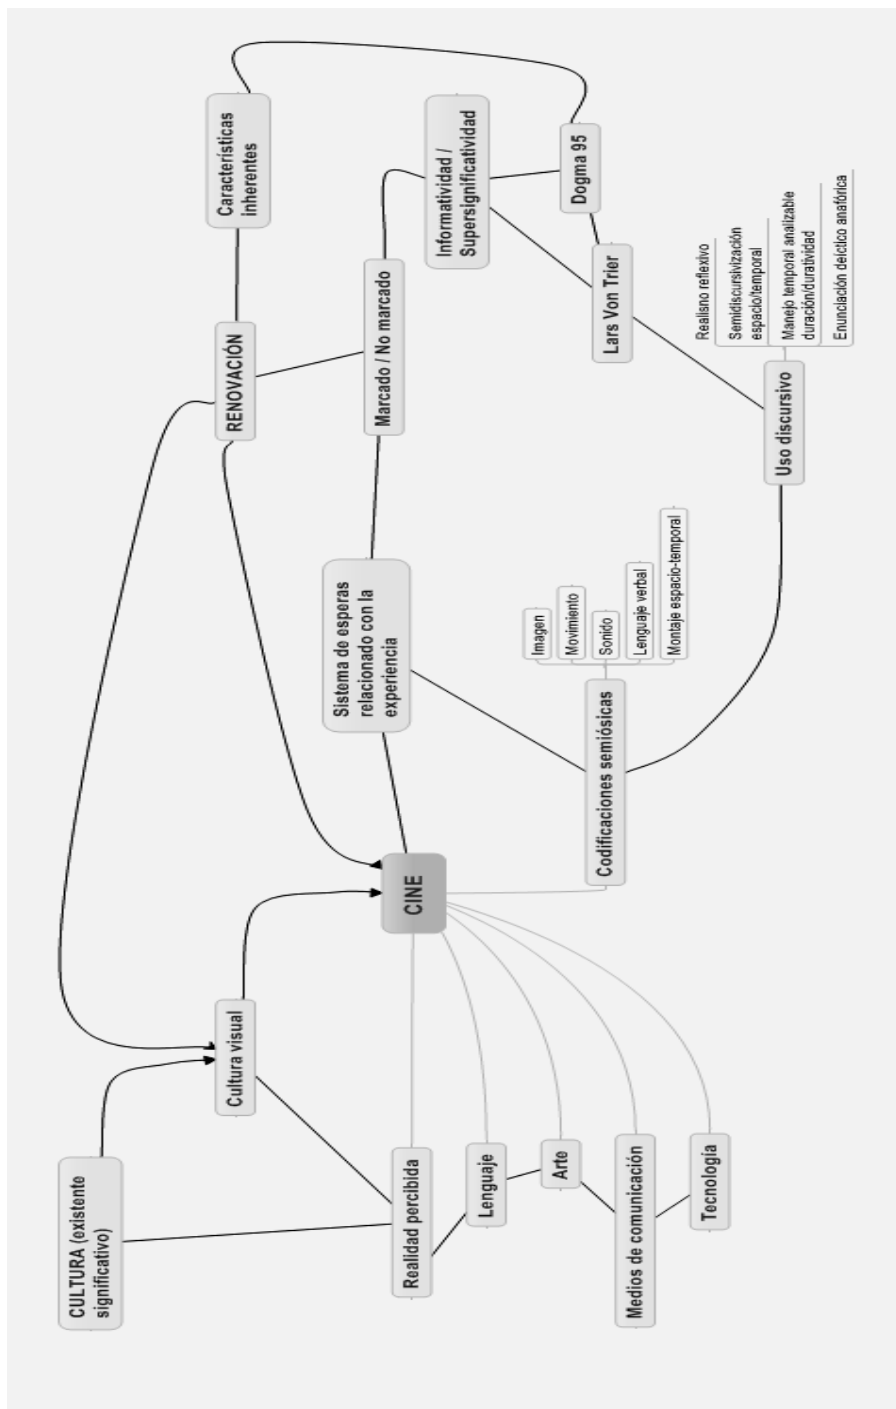 CULTURA (existente
significativo)
Cultura visual
RENOVACIÓN
Características
inherentes
Sistema de esperas
relacionado con la
experiencia
Marcado / No marcado
Informatividad /
Supersignificatividad
CINE
Realidad percibida
Lenguaje
Arte
Medios de comunicación
Tecnología
Imagen
Movimiento
Sonido
Lenguaje verbal
Montaje espacio-temporal
Codificaciones semiósicas
Dogma 95
Lars Von Trier
Realisno reflexivo
Semidiscursivización
espacio/temporal
Manejo temporal analizable
duración/duratividad
Enunciación deíctico anafórica
Uso discursivo